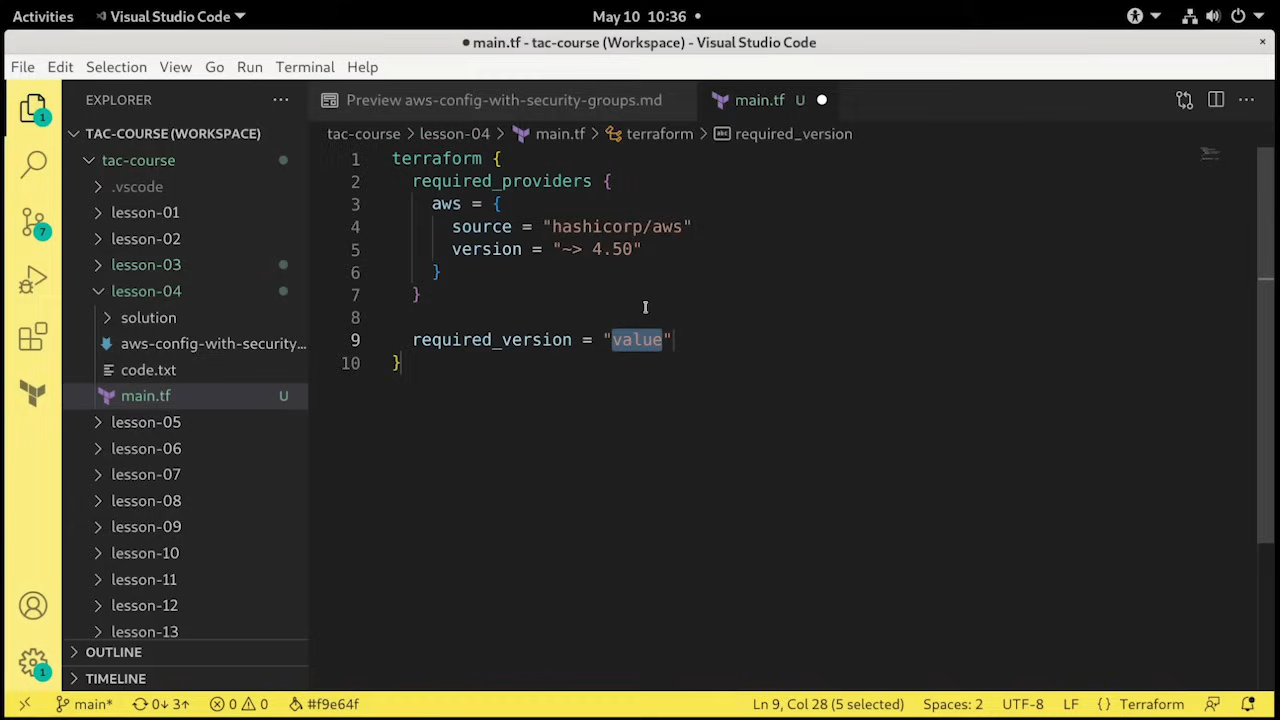 Activities Visual Studio Code May 10 10:36
main.tf - tac-course (Workspace) - Visual Studio Code ×
File Edit Selection View Go Run Terminal Help
EXPLORER ···
Preview aws-config-with-security-groups.md main.tf U
TAC-COURSE (WORKSPACE)
tac-course > lesson-04 > main.tf > terraform > required_version
tac-course
.vscode
lesson-01
lesson-02
lesson-03
lesson-04
solution
aws-config-with-security...
code.txt
main.tf U
lesson-05
lesson-06
lesson-07
lesson-08
lesson-09
lesson-10
lesson-11
lesson-12
lesson-13
OUTLINE
TIMELINE
1
7
1
1 terraform {
2 required_providers {
3 aws = {
4 source = "hashicorp/aws"
5 version = "~> 4.50"
6 }
7 }
8
9 required_version = "value"
10 }
main* 0↓ 3↑ 0 0 #f9e64f Ln 9, Col 28 (5 selected) Spaces: 2 UTF-8 LF {} Terraform